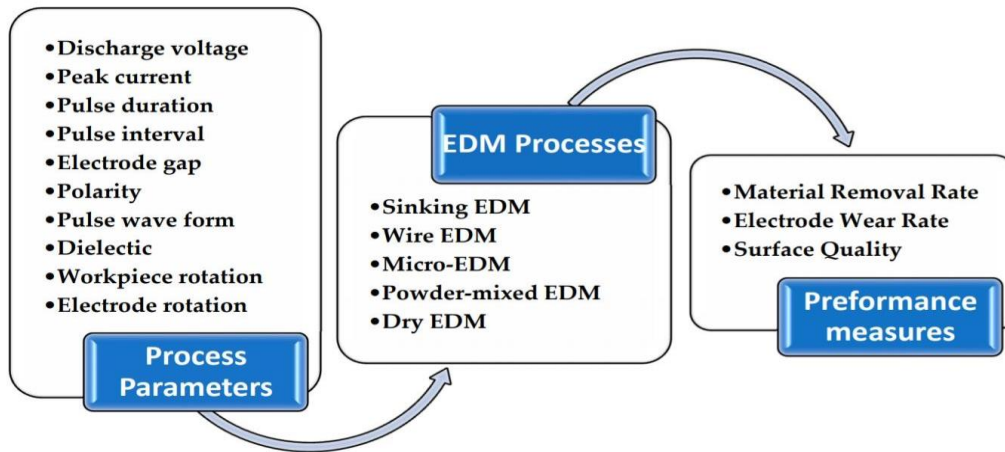 •Discharge voltage
•Peak current
•Pulse duration
•Pulse interval
•Electrode gap
•Polarity
•Pulse wave form
•Dielectic
•Workpiece rotation
•Electrode rotation
Process
Parameters
EDM Processes
•Sinking EDM
•Wire EDM
•Micro-EDM
•Powder-mixed EDM
•Dry EDM
•Material Removal Rate
•Electrode Wear Rate
•Surface Quality
Preformance
measures